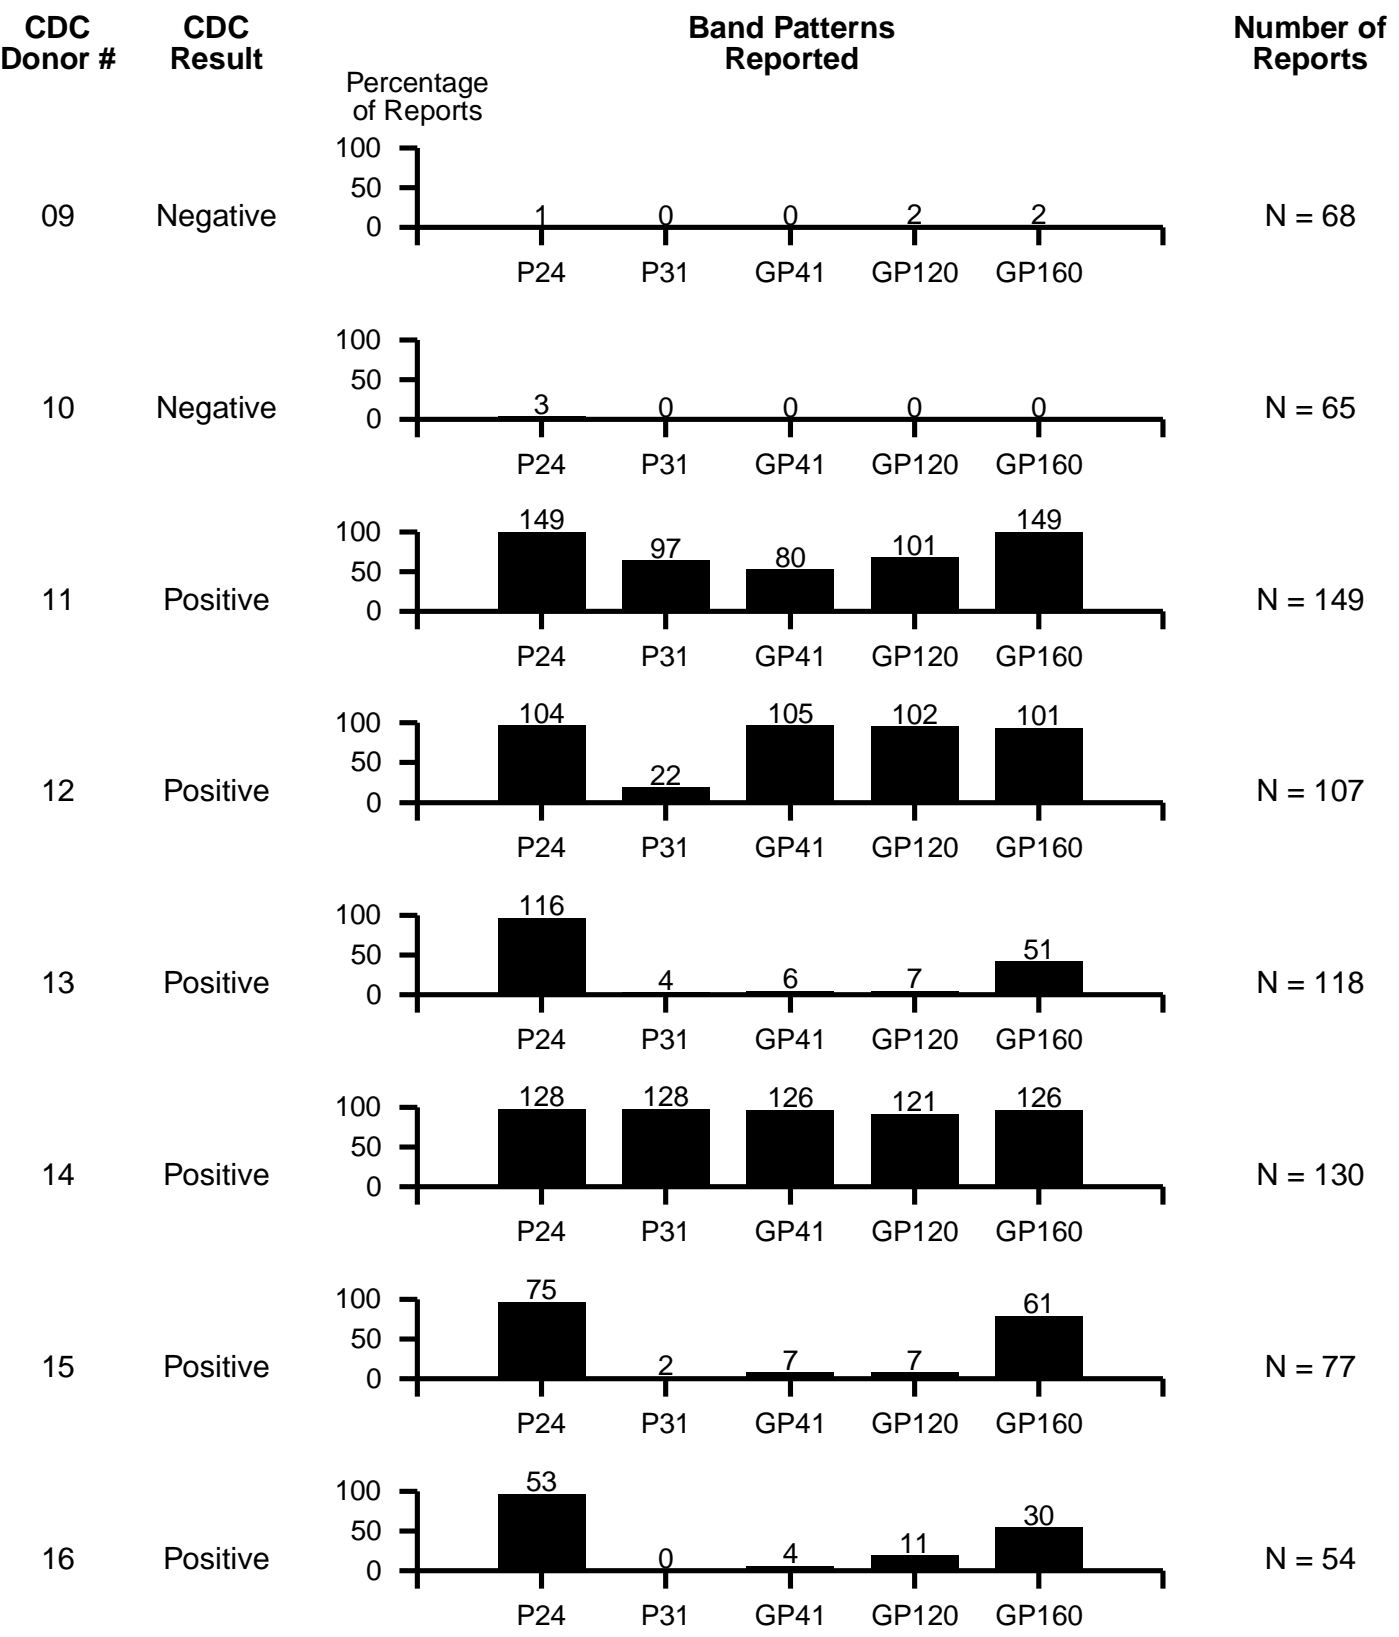 CDC Donor #
CDC Result
Band Patterns Reported
Number of Reports
Percentage
of Reports
100
50
0
09
Negative
1 0 0 2 2
N = 68
P24 P31 GP41 GP120 GP160
100
50
0
10
Negative
3 0 0 0 0
N = 65
P24 P31 GP41 GP120 GP160
100
50
0
11
Positive
149 97 80 101 149
N = 149
P24 P31 GP41 GP120 GP160
100
50
0
12
Positive
104 22 105 102 101
N = 107
P24 P31 GP41 GP120 GP160
100
50
0
13
Positive
116 4 6 7 51
N = 118
P24 P31 GP41 GP120 GP160
100
50
0
14
Positive
128 128 126 121 126
N = 130
P24 P31 GP41 GP120 GP160
100
50
0
15
Positive
75 2 7 7 61
N = 77
P24 P31 GP41 GP120 GP160
100
50
0
16
Positive
53 0 4 11 30
N = 54
P24 P31 GP41 GP120 GP160